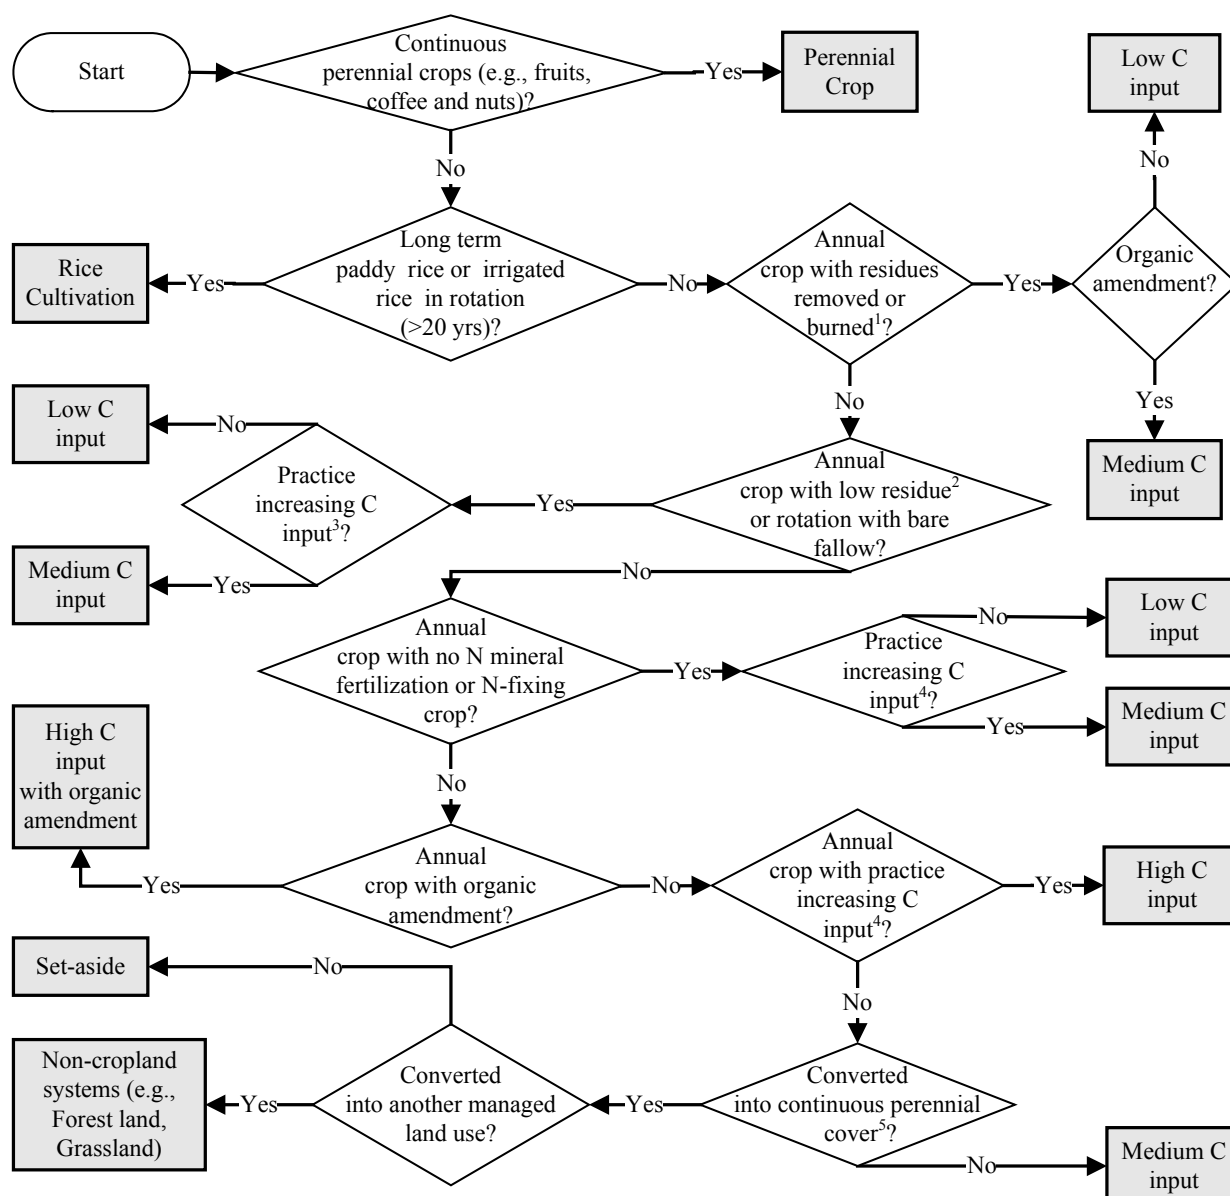 Start
Continuous
perennial crops (e.g., fruits,
coffee and nuts)?
Yes
Perennial
Crop
Low C
input
No
No
Long term
paddy rice or irrigated
rice in rotation
(>20 yrs)?
Yes
Rice
Cultivation
No
Annual
crop with residues
removed or
burned¹?
Yes
Organic
amendment?
Yes
Medium C
input
No
Annual
crop with low residue²
or rotation with bare
fallow?
Yes
Practice
increasing C
input³?
No
Low C
input
Yes
Medium C
input
No
Annual
crop with no N mineral
fertilization or N-fixing
crop?
Yes
Practice
increasing C
input⁴?
No
Low C
input
Yes
Medium C
input
No
Annual
crop with organic
amendment?
Yes
High C
input
with organic
amendment
No
Annual
crop with practice
increasing C
input⁴?
Yes
High C
input
No
Converted
into continuous perennial
cover⁵?
No
Medium C
input
Yes
Converted
into another managed
land use?
No
Set-aside
Yes
Non-cropland
systems (e.g.,
Forest land,
Grassland)